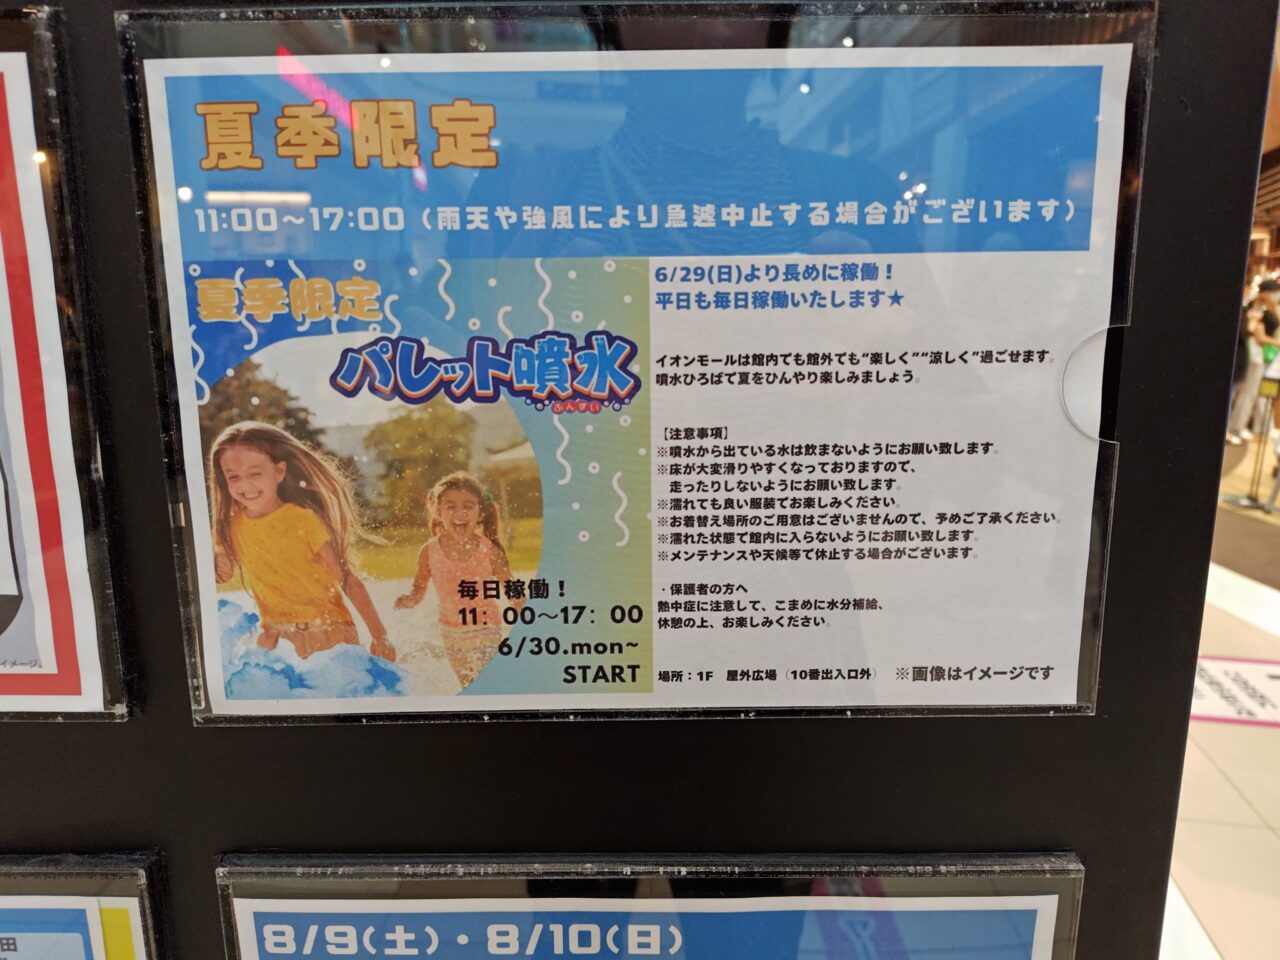 夏季限定
11:00～17:00（雨天や強風により急遽中止する場合がございます）
夏季限定
パレット噴水
ふんすい
毎日稼働！
11：00～17：00
6/30.mon~
START
6/29(日)より長めに稼働！
平日も毎日稼働いたします★
イオンモールは館内でも館外でも“楽しく”“涼しく”過ごせます。
噴水ひろばで夏をひんやり楽しみましょう。
【注意事項】
※噴水から出ている水は飲まないようにお願い致します。
※床が大変滑りやすくなっておりますので、
走ったりしないようにお願い致します。
※濡れても良い服装でお楽しみください。
※お着替え場所のご用意はございませんので、予めご了承ください。
※濡れた状態で館内に入らないようにお願い致します。
※メンテナンスや天候等で休止する場合がございます。
・保護者の方へ
熱中症に注意して、こまめに水分補給、
休憩の上、お楽しみください。
場所：1F　屋外広場（10番出入口外）　※画像はイメージです
イメージ。
8/9(土)・8/10(日)
田